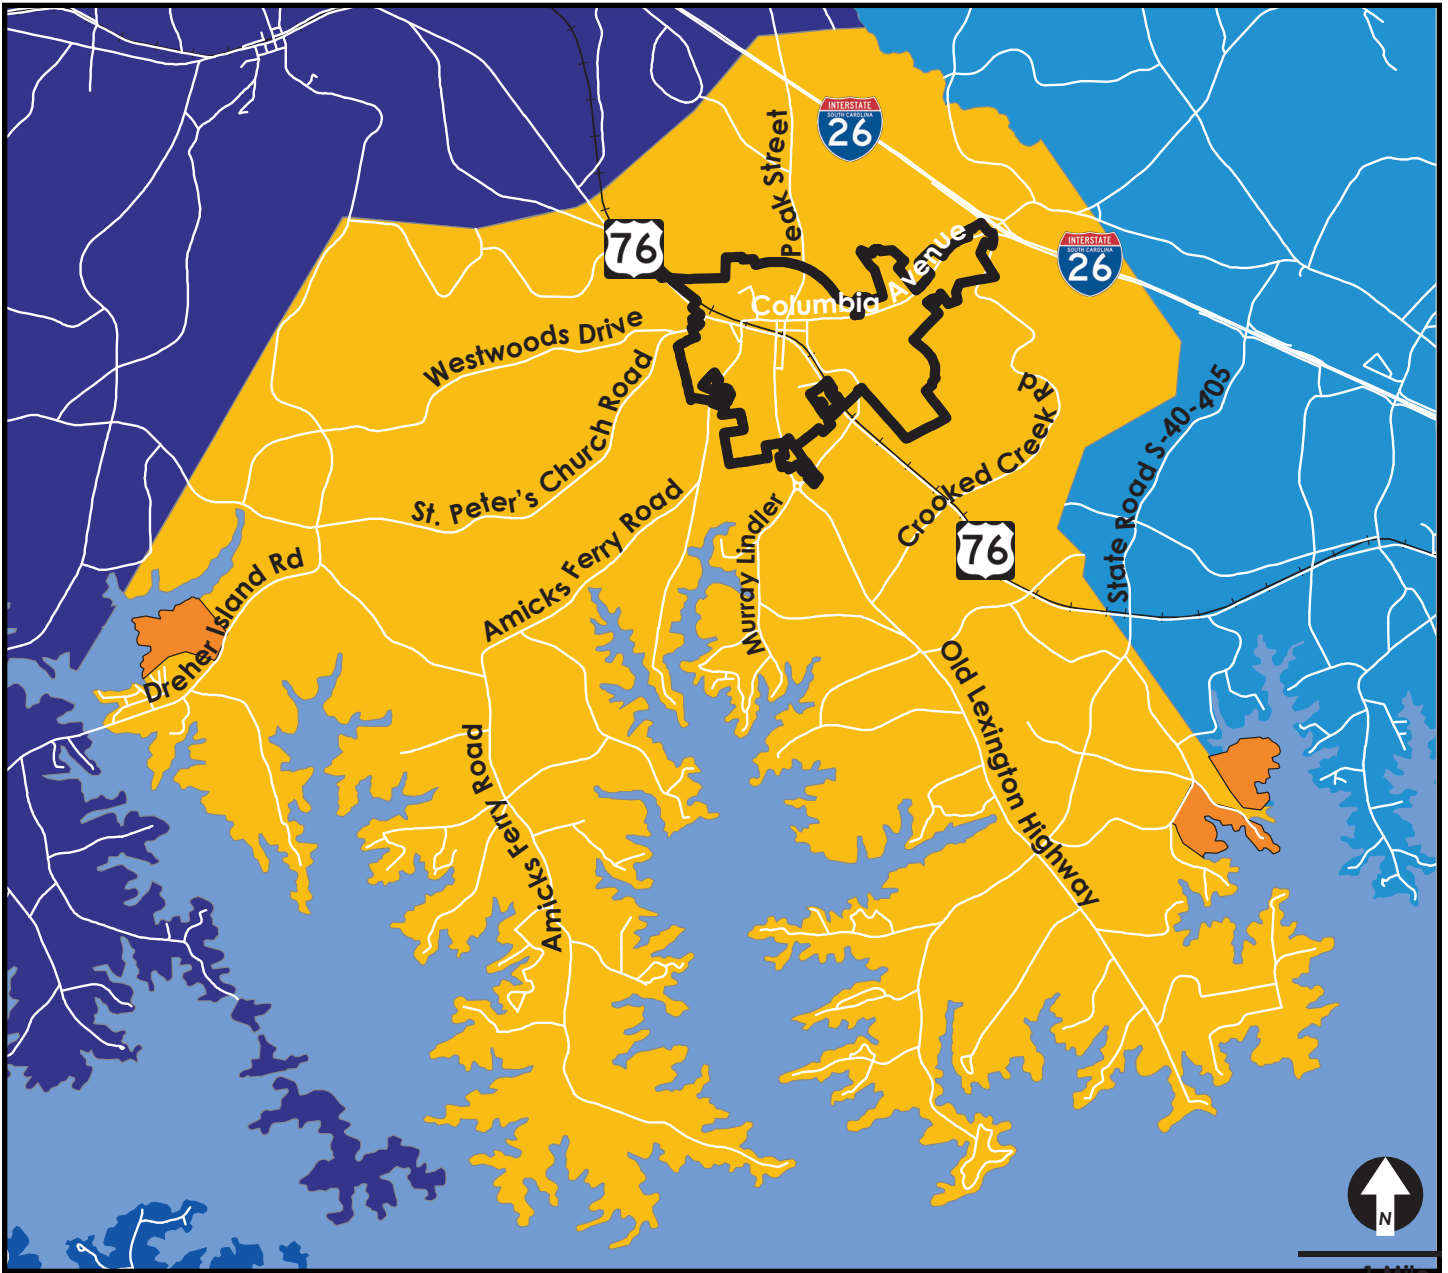 INTERSTATE
SOUTH CAROLINA
26
Peak Street
76
INTERSTATE
SOUTH CAROLINA
26
Columbia Avenue
Westwoods Drive
St. Peter's Church Road
Crooked Creek Rd
State Road S-40-405
Amicks Ferry Road
Murray Lindler
76
Dreher Island Rd
Old Lexington Highway
Amicks Ferry Road
N